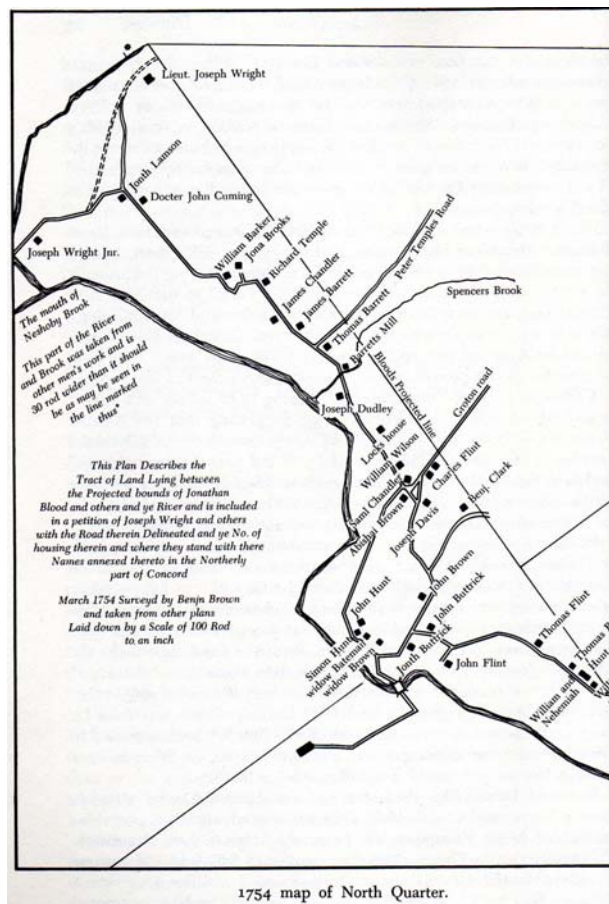 Lieut. Joseph Wright
Jonth Lamson
Docter John Cuming
Joseph Wright Jnr.
William Barker
Jona Brooks
Richard Temple
James Chandler
James Barrett
Thomas Barrett
Peter Temples Road
Barretts Mill
Spencers Brook
The mouth of
Neshoby Brook
This part of the River
and Brook was taken from
other men's work and is
30 rod wider than it should
be as may be seen in
the line marked
thus
Joseph Dudley
Bloods Projected line
Groton road
Locks house
William Wilson
Saml Chandler
Abishai Brown
Charles Flint
Joseph Davis
Benj. Clark
This Plan Describes the
Tract of Land Lying between
the Projected bounds of Jonathan
Blood and others and ye River and is included
in a petition of Joseph Wright and others
with the Road therein Delineated and ye No. of
housing therein and where they stand with there
Names annexed thereto in the Northerly
part of Concord
March 1754 Surveyd by Benjn Brown
and taken from other plans
Laid down by a Scale of 100 Rod
to an inch
John Brown
John Buttrick
Jonth Buttrick
John Hunt
Simon Hunt
widow Bateman
widow Brown
John Flint
Thomas Flint
Thomas
Hunt
William and
Nehemiah
1754 map of North Quarter.